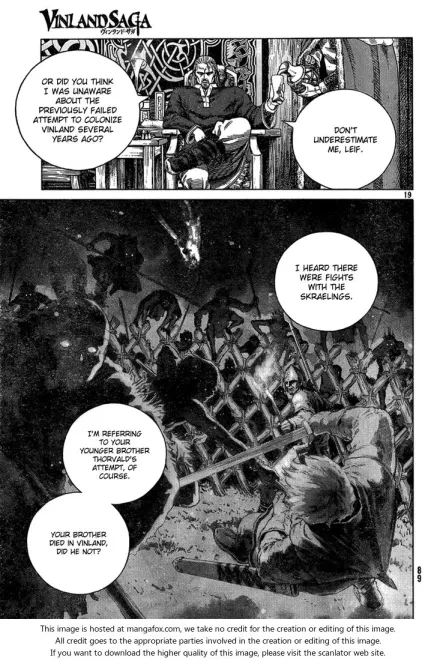 VINLAND SAGA
ヴィンランド・サガ
OR DID YOU THINK
I WAS UNAWARE
ABOUT THE
PREVIOUSLY FAILED
ATTEMPT TO COLONIZE
VINLAND SEVERAL
YEARS AGO?
DON'T
UNDERESTIMATE
ME, LEIF.
19
I HEARD THERE
WERE FIGHTS
WITH THE
SKRAELINGS.
I'M REFERRING
TO YOUR
YOUNGER BROTHER
THORVALD'S
ATTEMPT, OF
COURSE.
YOUR BROTHER
DIED IN VINLAND,
DID HE NOT?
89
This image is hosted at mangafox.com, we take no credit for the creation or editing of this image.
All credit goes to the appropriate parties involved in the creation or editing of this image.
If you want to download the higher quality of this image, please visit the scanlator web site.